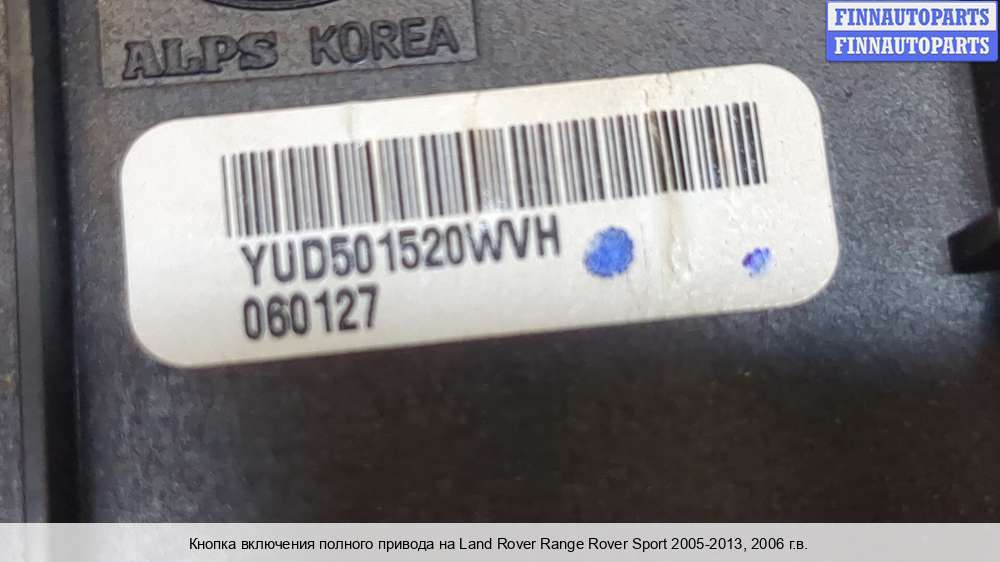 FINNAUTOPARTS
FINNAUTOPARTS
ALPS KOREA
YUD501520WVH
060127
Кнопка включения полного привода на Land Rover Range Rover Sport 2005-2013, 2006 г.в.